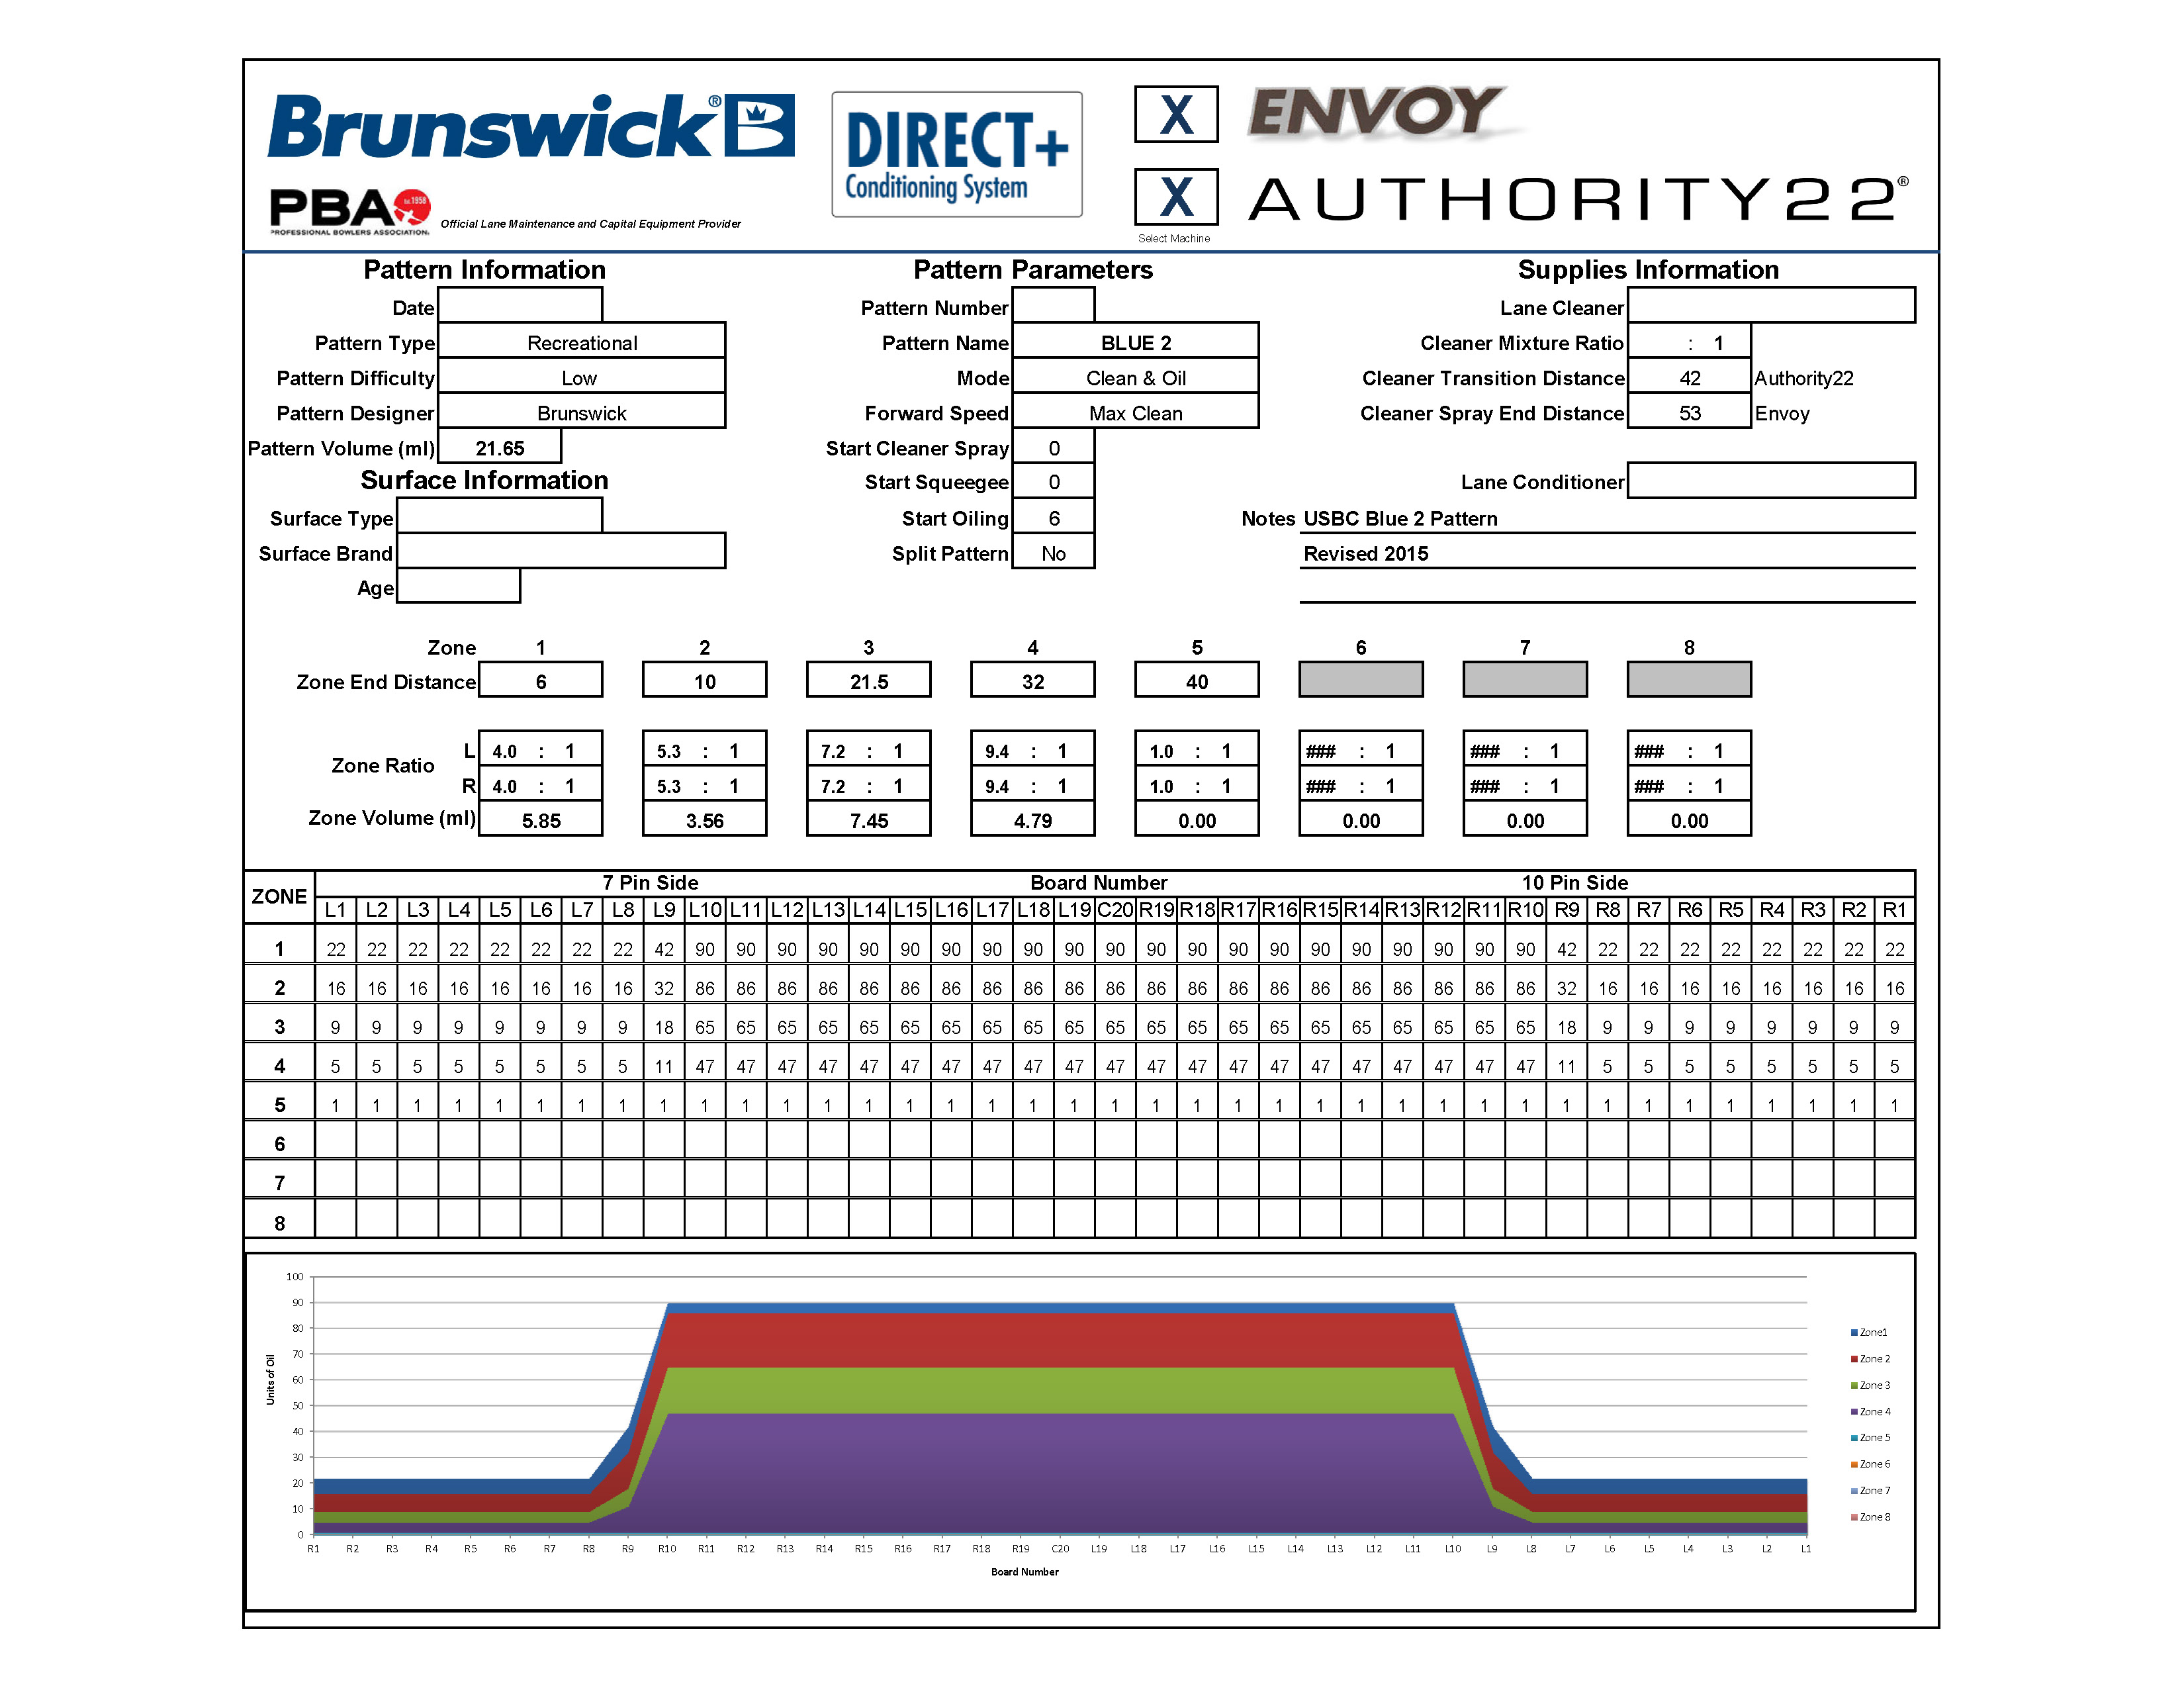 Brunswick® B
DIRECT+
Conditioning System
X ENVOY
PBA est.1958
PROFESSIONAL BOWLERS ASSOCIATION.
Official Lane Maintenance and Capital Equipment Provider
X AUTHORITY22®
Select Machine
Pattern Information Pattern Parameters Supplies Information
Date Pattern Number Lane Cleaner
Pattern Type Recreational Pattern Name BLUE 2 Cleaner Mixture Ratio : 1
Pattern Difficulty Low Mode Clean & Oil Cleaner Transition Distance 42 Authority22
Pattern Designer Brunswick Forward Speed Max Clean Cleaner Spray End Distance 53 Envoy
Pattern Volume (ml) 21.65 Start Cleaner Spray 0
Surface Information Start Squeegee 0 Lane Conditioner
Surface Type Start Oiling 6 Notes USBC Blue 2 Pattern
Surface Brand Split Pattern No Revised 2015
Age
Zone 1 2 3 4 5 6 7 8
Zone End Distance 6 10 21.5 32 40
Zone Ratio
L 4.0 : 1 5.3 : 1 7.2 : 1 9.4 : 1 1.0 : 1 ### : 1 ### : 1 ### : 1
R 4.0 : 1 5.3 : 1 7.2 : 1 9.4 : 1 1.0 : 1 ### : 1 ### : 1 ### : 1
Zone Volume (ml) 5.85 3.56 7.45 4.79 0.00 0.00 0.00 0.00
ZONE 7 Pin Side Board Number 10 Pin Side
L1 L2 L3 L4 L5 L6 L7 L8 L9 L10 L11 L12 L13 L14 L15 L16 L17 L18 L19 C20 R19 R18 R17 R16 R15 R14 R13 R12 R11 R10 R9 R8 R7 R6 R5 R4 R3 R2 R1
1 22 22 22 22 22 22 22 22 42 90 90 90 90 90 90 90 90 90 90 90 90 90 90 90 90 90 90 90 90 90 42 22 22 22 22 22 22 22 22
2 16 16 16 16 16 16 16 16 32 86 86 86 86 86 86 86 86 86 86 86 86 86 86 86 86 86 86 86 86 86 32 16 16 16 16 16 16 16 16
3 9 9 9 9 9 9 9 9 18 65 65 65 65 65 65 65 65 65 65 65 65 65 65 65 65 65 65 65 65 65 18 9 9 9 9 9 9 9 9
4 5 5 5 5 5 5 5 5 11 47 47 47 47 47 47 47 47 47 47 47 47 47 47 47 47 47 47 47 47 47 11 5 5 5 5 5 5 5 5
5 1 1 1 1 1 1 1 1 1 1 1 1 1 1 1 1 1 1 1 1 1 1 1 1 1 1 1 1 1 1 1 1 1 1 1 1 1 1 1
6
7
8
Units of Oil
100
90
80
70
60
50
40
30
20
10
0
R1 R2 R3 R4 R5 R6 R7 R8 R9 R10 R11 R12 R13 R14 R15 R16 R17 R18 R19 C20 L19 L18 L17 L16 L15 L14 L13 L12 L11 L10 L9 L8 L7 L6 L5 L4 L3 L2 L1
Board Number
Zone1
Zone 2
Zone 3
Zone 4
Zone 5
Zone 6
Zone 7
Zone 8